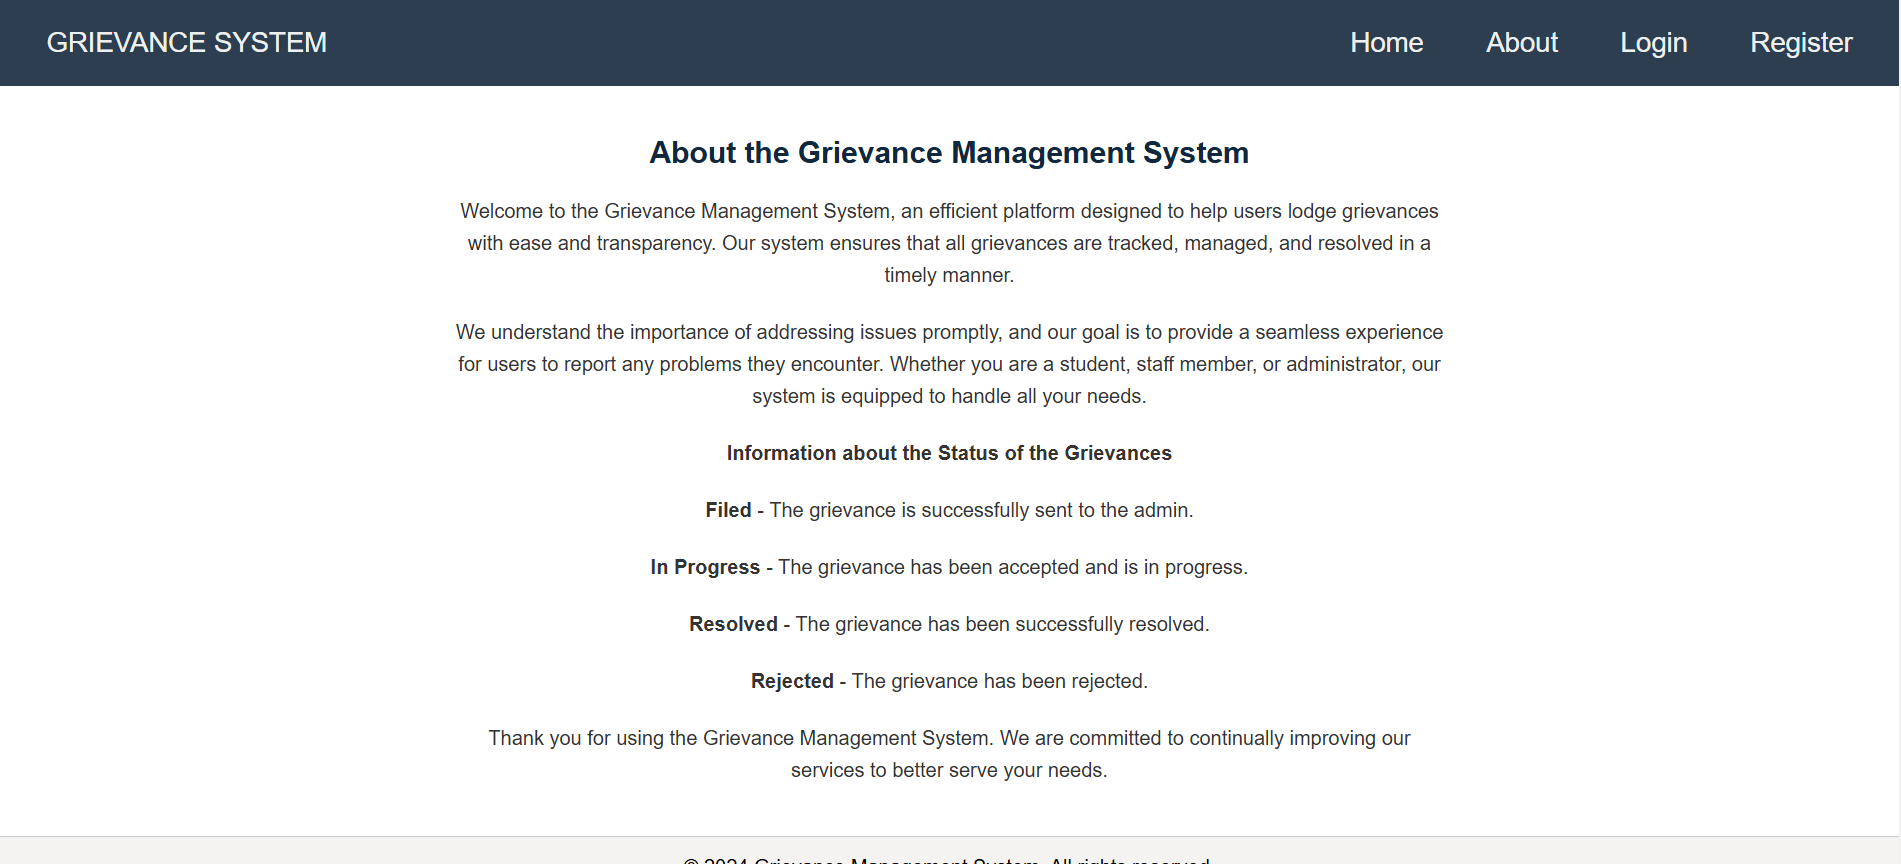 GRIEVANCE SYSTEM
Home About Login Register
About the Grievance Management System
Welcome to the Grievance Management System, an efficient platform designed to help users lodge grievances
with ease and transparency. Our system ensures that all grievances are tracked, managed, and resolved in a
timely manner.
We understand the importance of addressing issues promptly, and our goal is to provide a seamless experience
for users to report any problems they encounter. Whether you are a student, staff member, or administrator, our
system is equipped to handle all your needs.
Information about the Status of the Grievances
Filed - The grievance is successfully sent to the admin.
In Progress - The grievance has been accepted and is in progress.
Resolved - The grievance has been successfully resolved.
Rejected - The grievance has been rejected.
Thank you for using the Grievance Management System. We are committed to continually improving our
services to better serve your needs.
© 2024 Grievance Management System. All rights reserved.